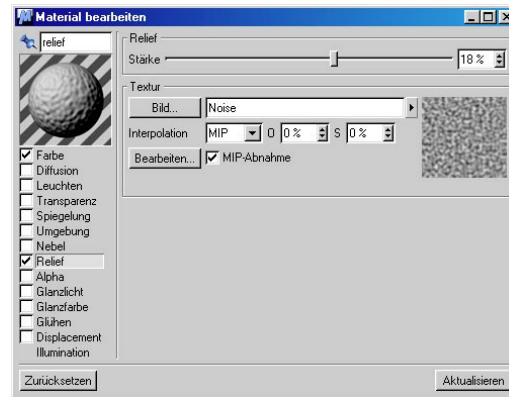 Material bearbeiten
relief
Relief
Stärke
18 %
Textur
Bild...
Noise
Interpolation
MIP
O
0 %
S
0 %
Bearbeiten...
MIP-Abnahme
Farbe
Diffusion
Leuchten
Transparenz
Spiegelung
Umgebung
Nebel
Relief
Alpha
Glanzlicht
Glanzfarbe
Glühen
Displacement
Illumination
Zurücksetzen
Aktualisieren